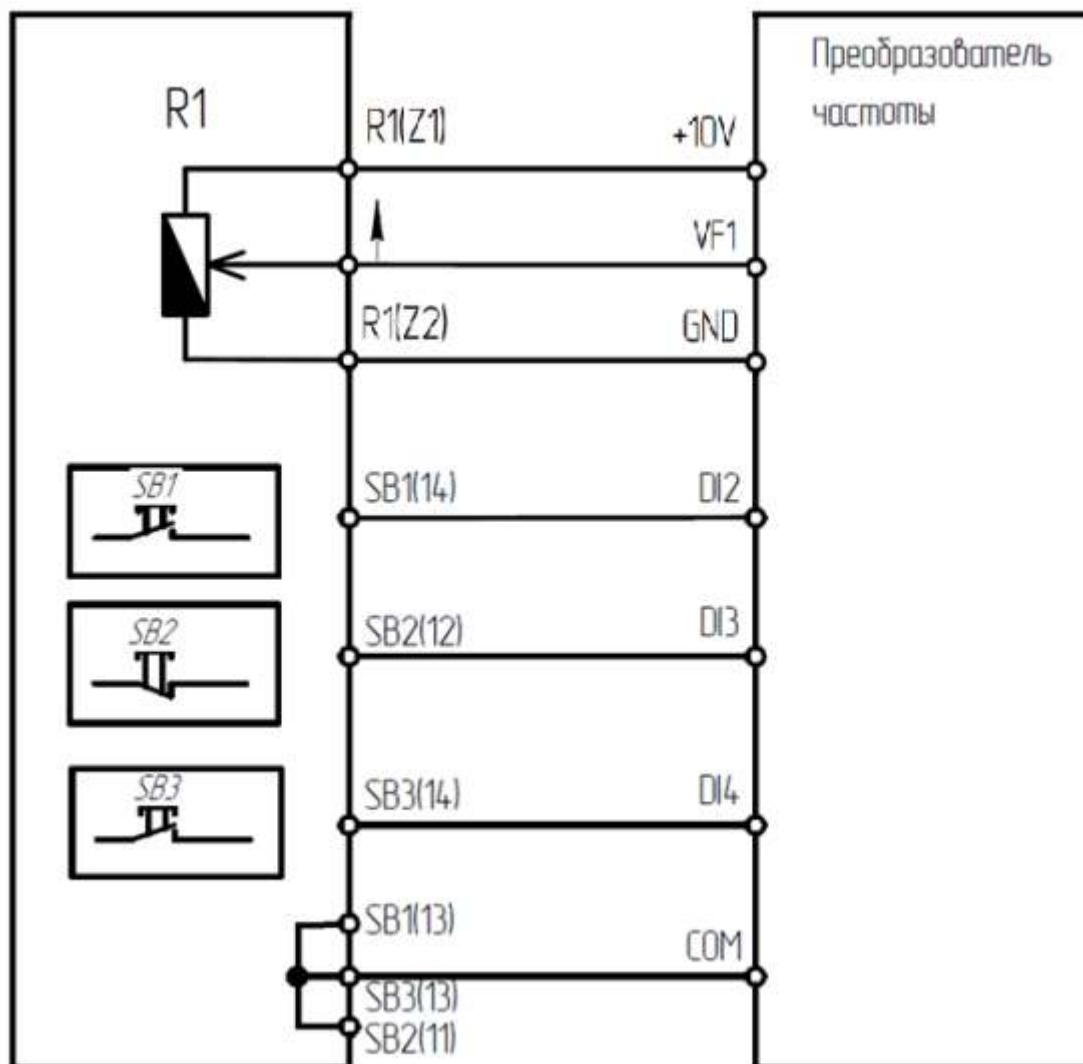 Преобразователь
частоты
R1
R1(Z1)
+10V
VF1
R1(Z2)
GND
SB1
SB1(14)
DI2
SB2
SB2(12)
DI3
SB3
SB3(14)
DI4
SB1(13)
COM
SB3(13)
SB2(11)